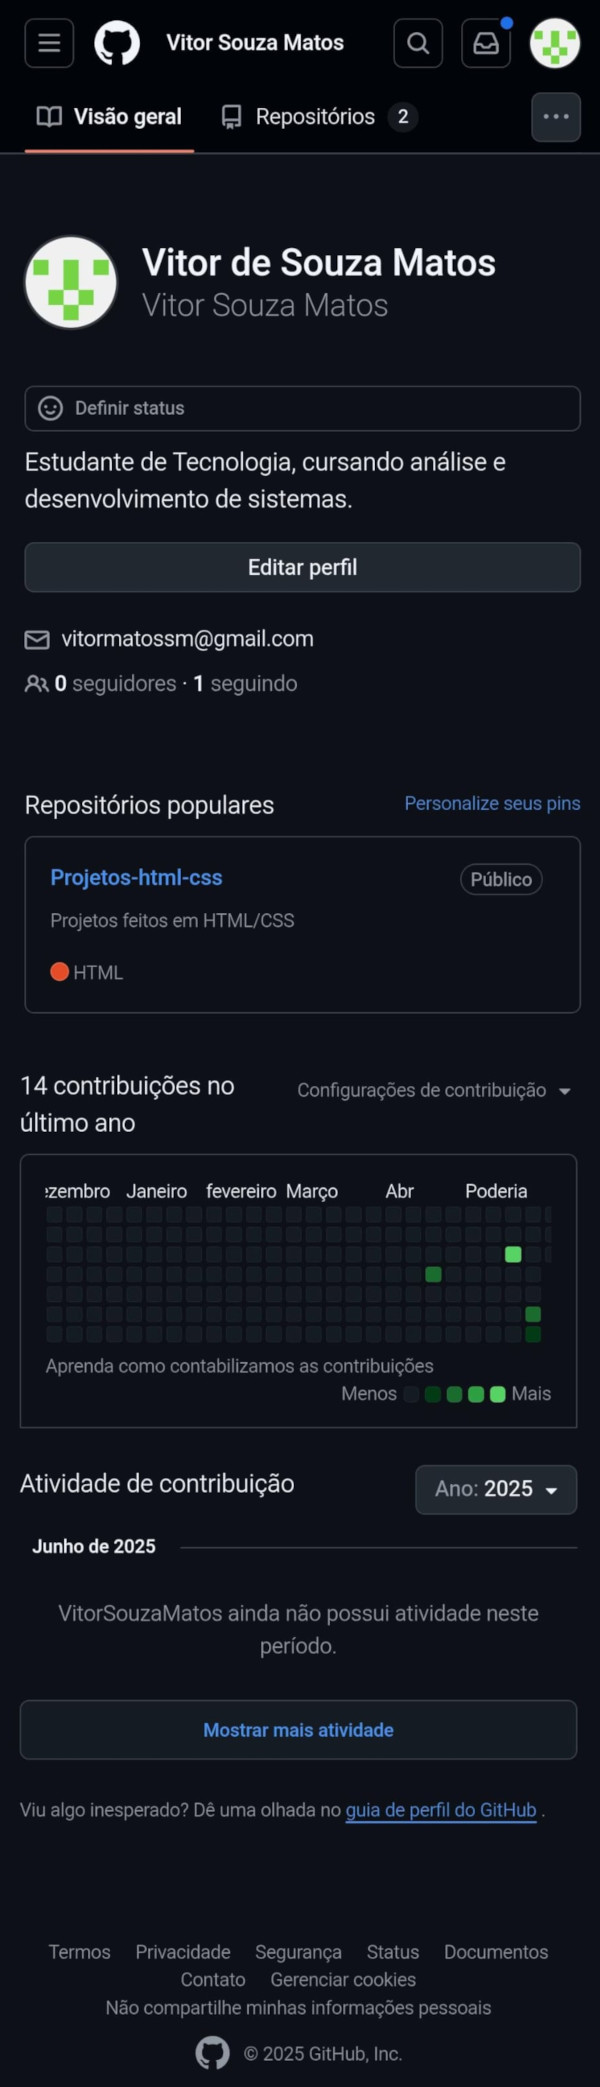 Vitor Souza Matos
Visão geral
Repositórios 2
Vitor de Souza Matos
Vitor Souza Matos
Definir status
Estudante de Tecnologia, cursando análise e
desenvolvimento de sistemas.
Editar perfil
vitormatossm@gmail.com
0 seguidores · 1 seguindo
Repositórios populares
Personalize seus pins
Projetos-html-css
Público
Projetos feitos em HTML/CSS
HTML
14 contribuições no
último ano
Configurações de contribuição
ezembro Janeiro fevereiro Março Abr Poderia
Aprenda como contabilizamos as contribuições
Menos Mais
Atividade de contribuição
Ano: 2025
Junho de 2025
VitorSouzaMatos ainda não possui atividade neste
período.
Mostrar mais atividade
Viu algo inesperado? Dê uma olhada no guia de perfil do GitHub .
Termos Privacidade Segurança Status Documentos
Contato Gerenciar cookies
Não compartilhe minhas informações pessoais
© 2025 GitHub, Inc.